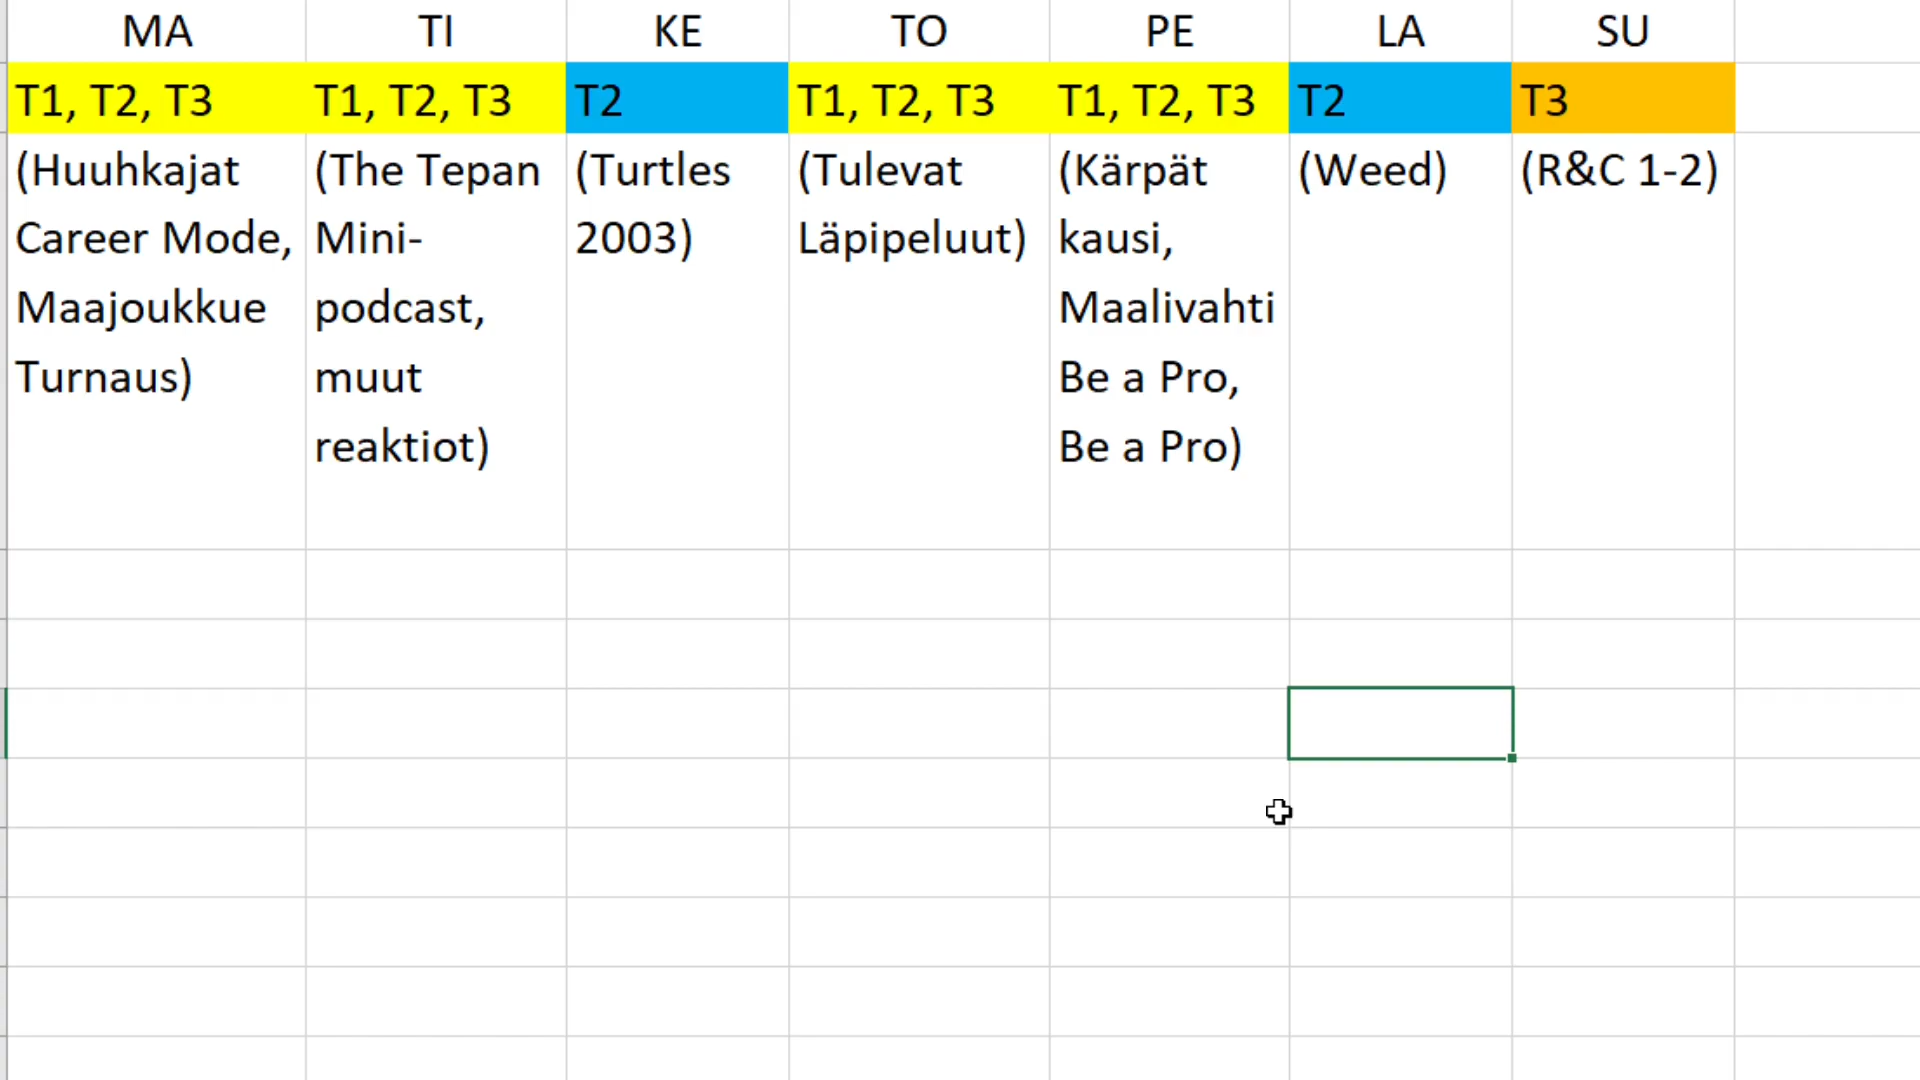 MA TI KE TO PE LA SU
T1, T2, T3 T1, T2, T3 T2 T1, T2, T3 T1, T2, T3 T2 T3
(Huuhkajat
Career Mode,
Maajoukkue
Turnaus)
(The Tepan
Mini-
podcast,
muut
reaktiot)
(Turtles
2003)
(Tulevat
Läpipeluut)
(Kärpät
kausi,
Maalivahti
Be a Pro,
Be a Pro)
(Weed)
(R&C 1-2)